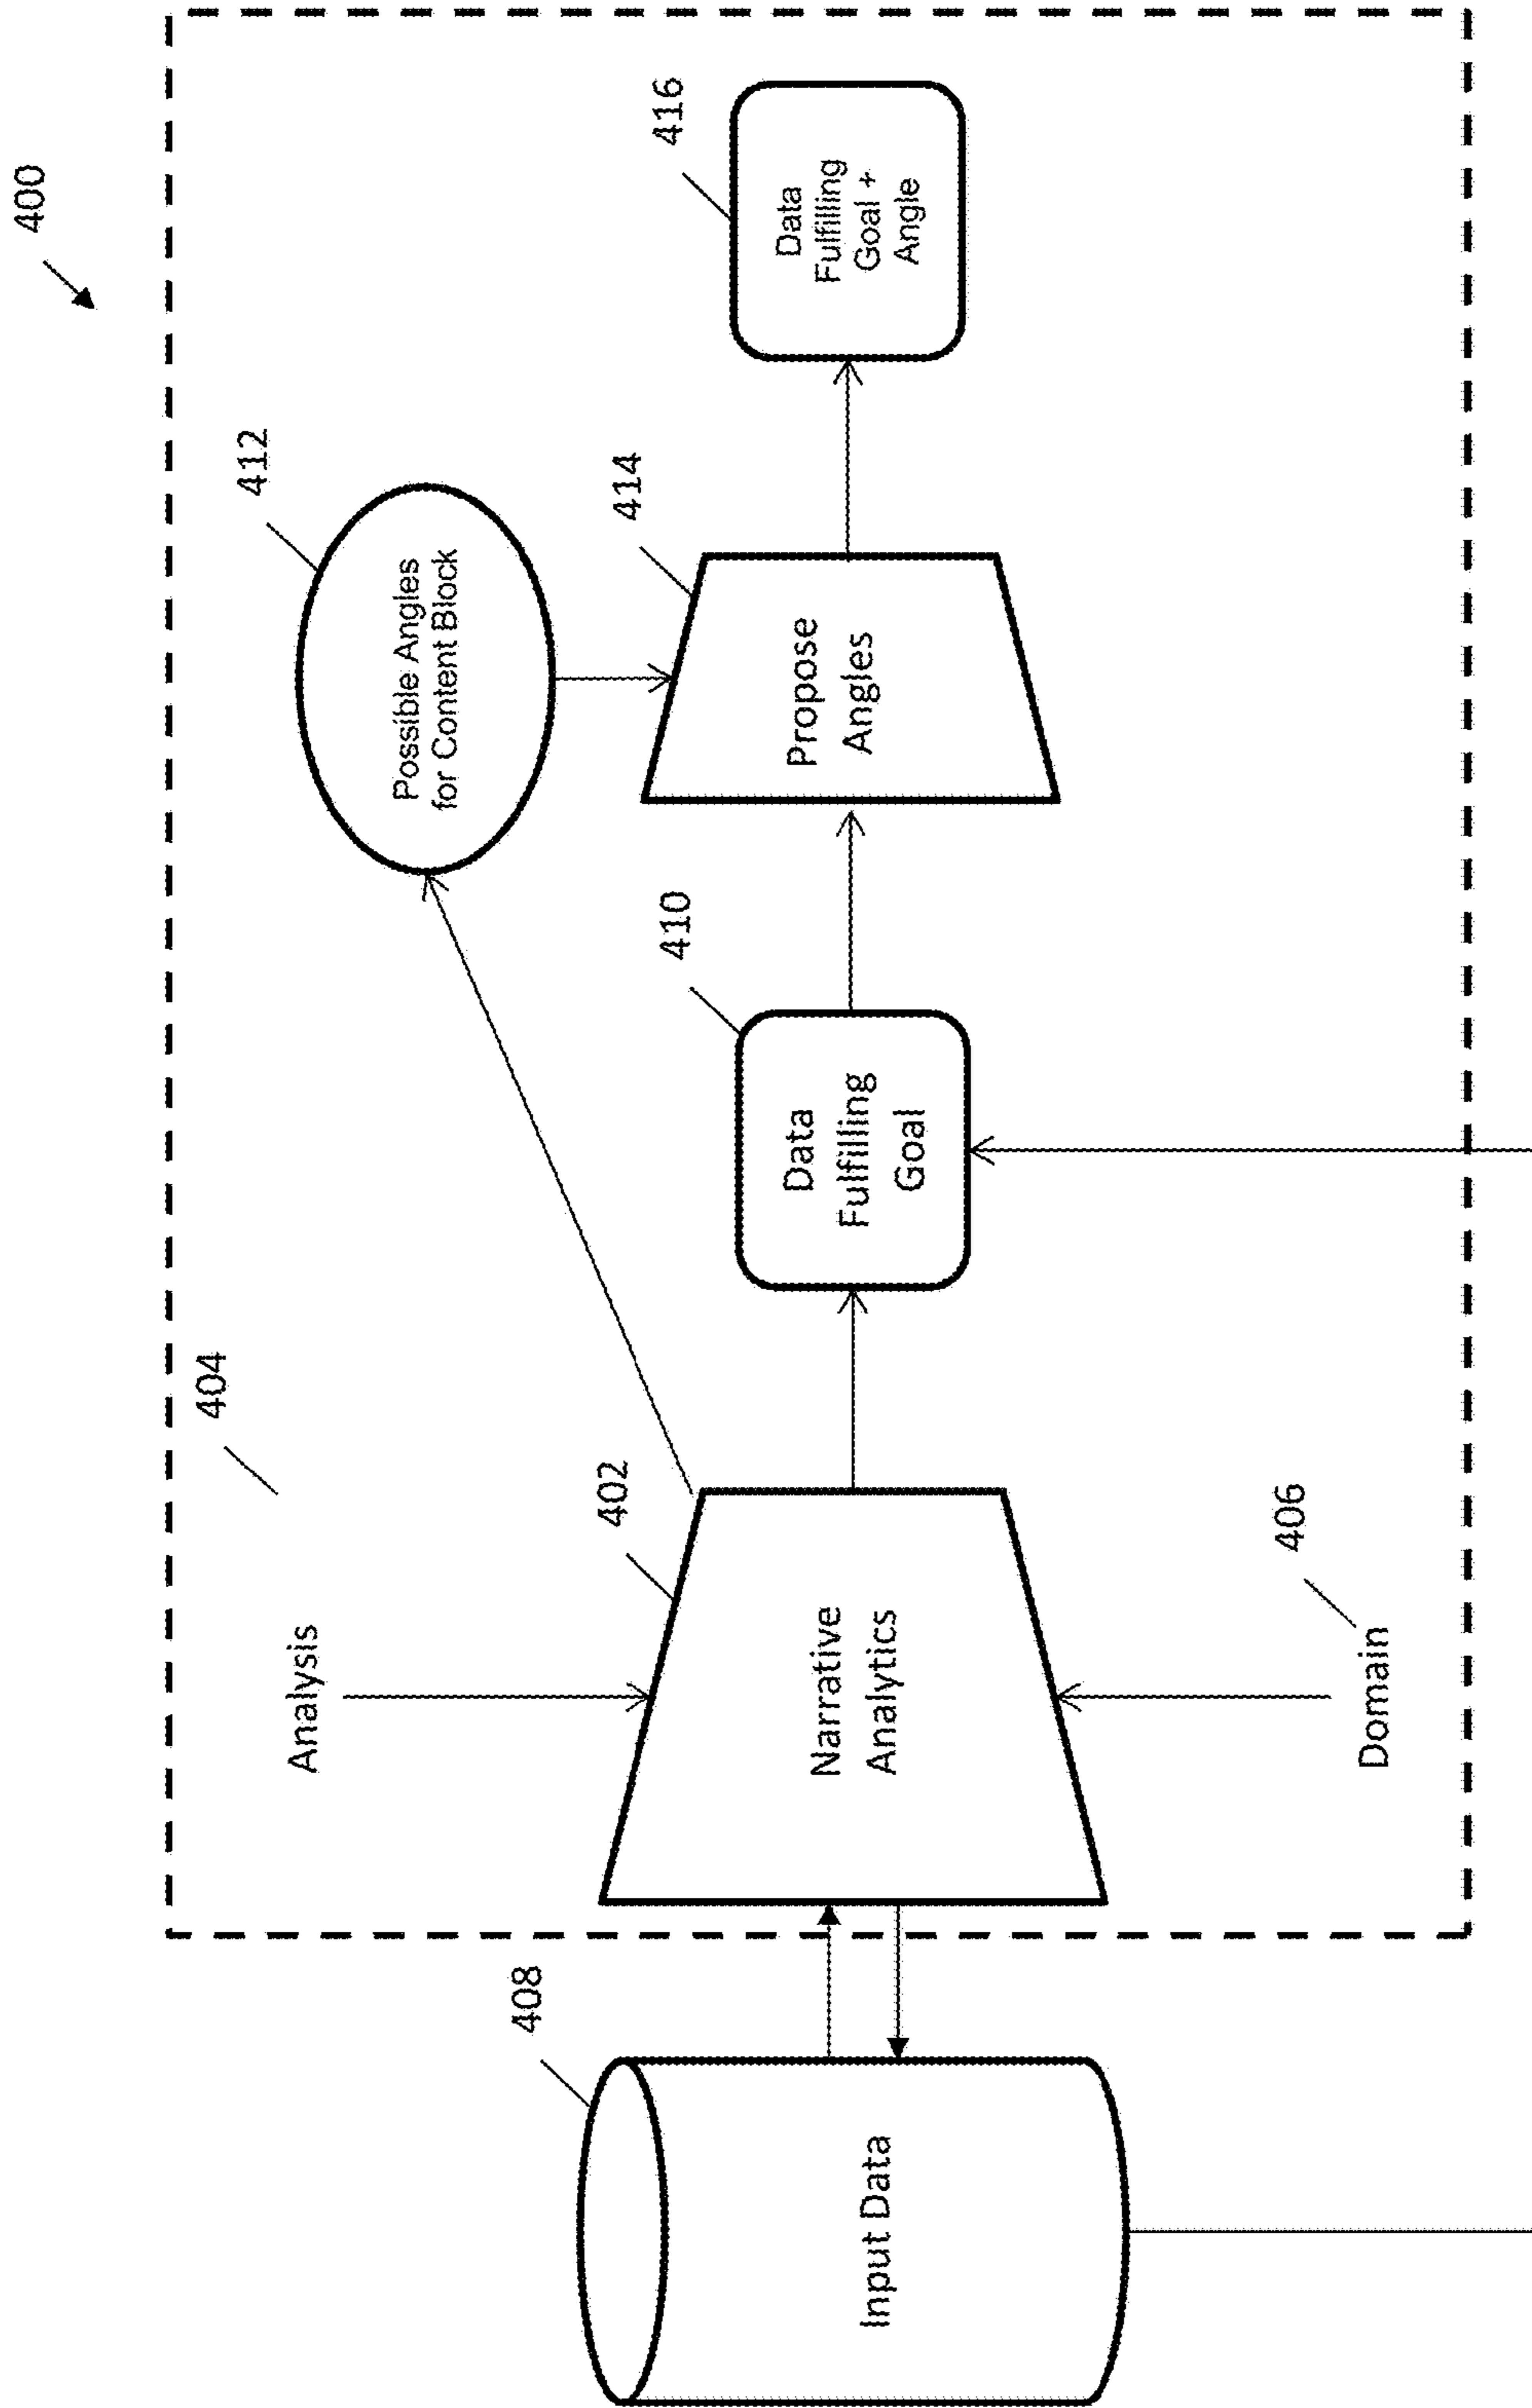 400
404
Analysis
402
Narrative
Analytics
406
Domain
408
Input Data
410
Data
Fulfilling
Goal
412
Possible Angles
for Content Block
414
Propose
Angles
416
Data
Fulfilling
Goal +
Angle